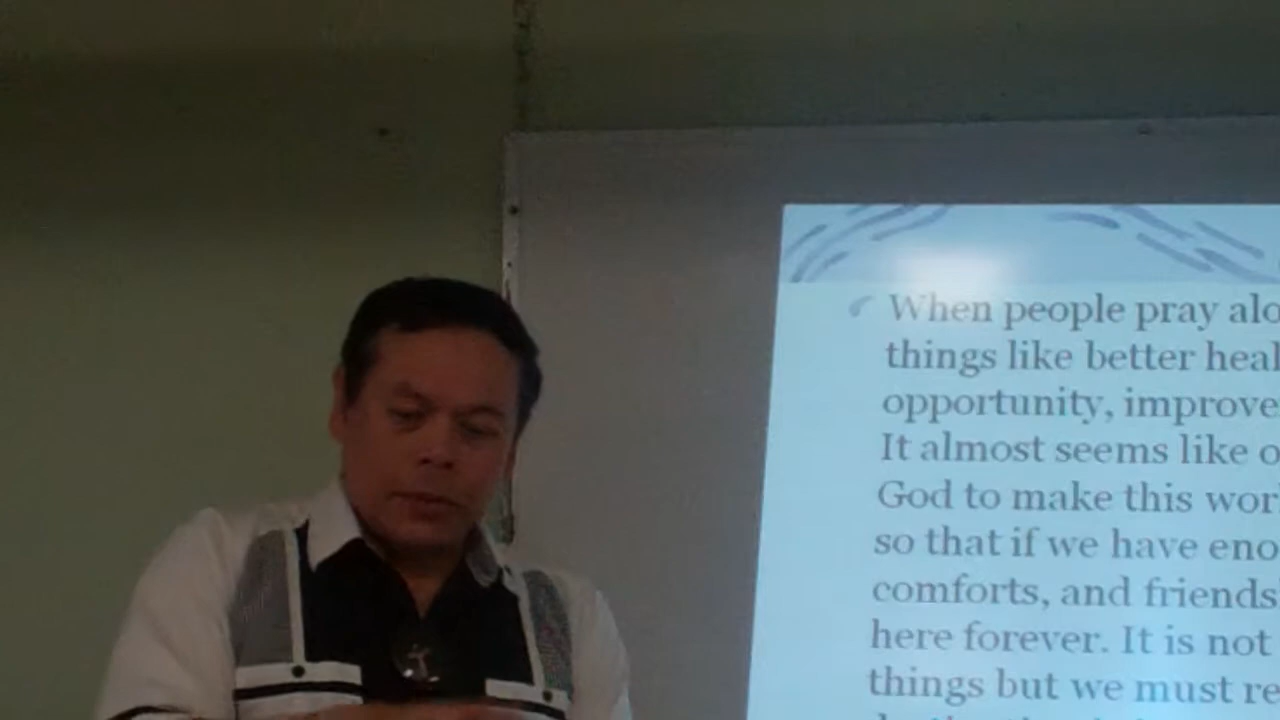 When people pray alo
things like better heal
opportunity, improve
It almost seems like o
God to make this wor
so that if we have eno
comforts, and friends
here forever. It is not
things but we must re